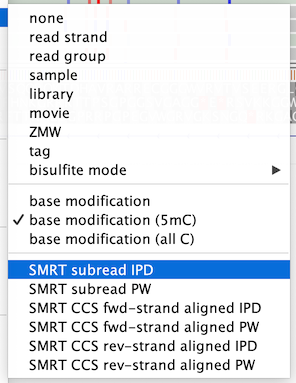 none
read strand
read group
sample
library
movie
ZMW
tag
bisulfite mode
base modification
base modification (5mC)
base modification (all C)
SMRT subread IPD
SMRT subread PW
SMRT CCS fwd-strand aligned IPD
SMRT CCS fwd-strand aligned PW
SMRT CCS rev-strand aligned IPD
SMRT CCS rev-strand aligned PW